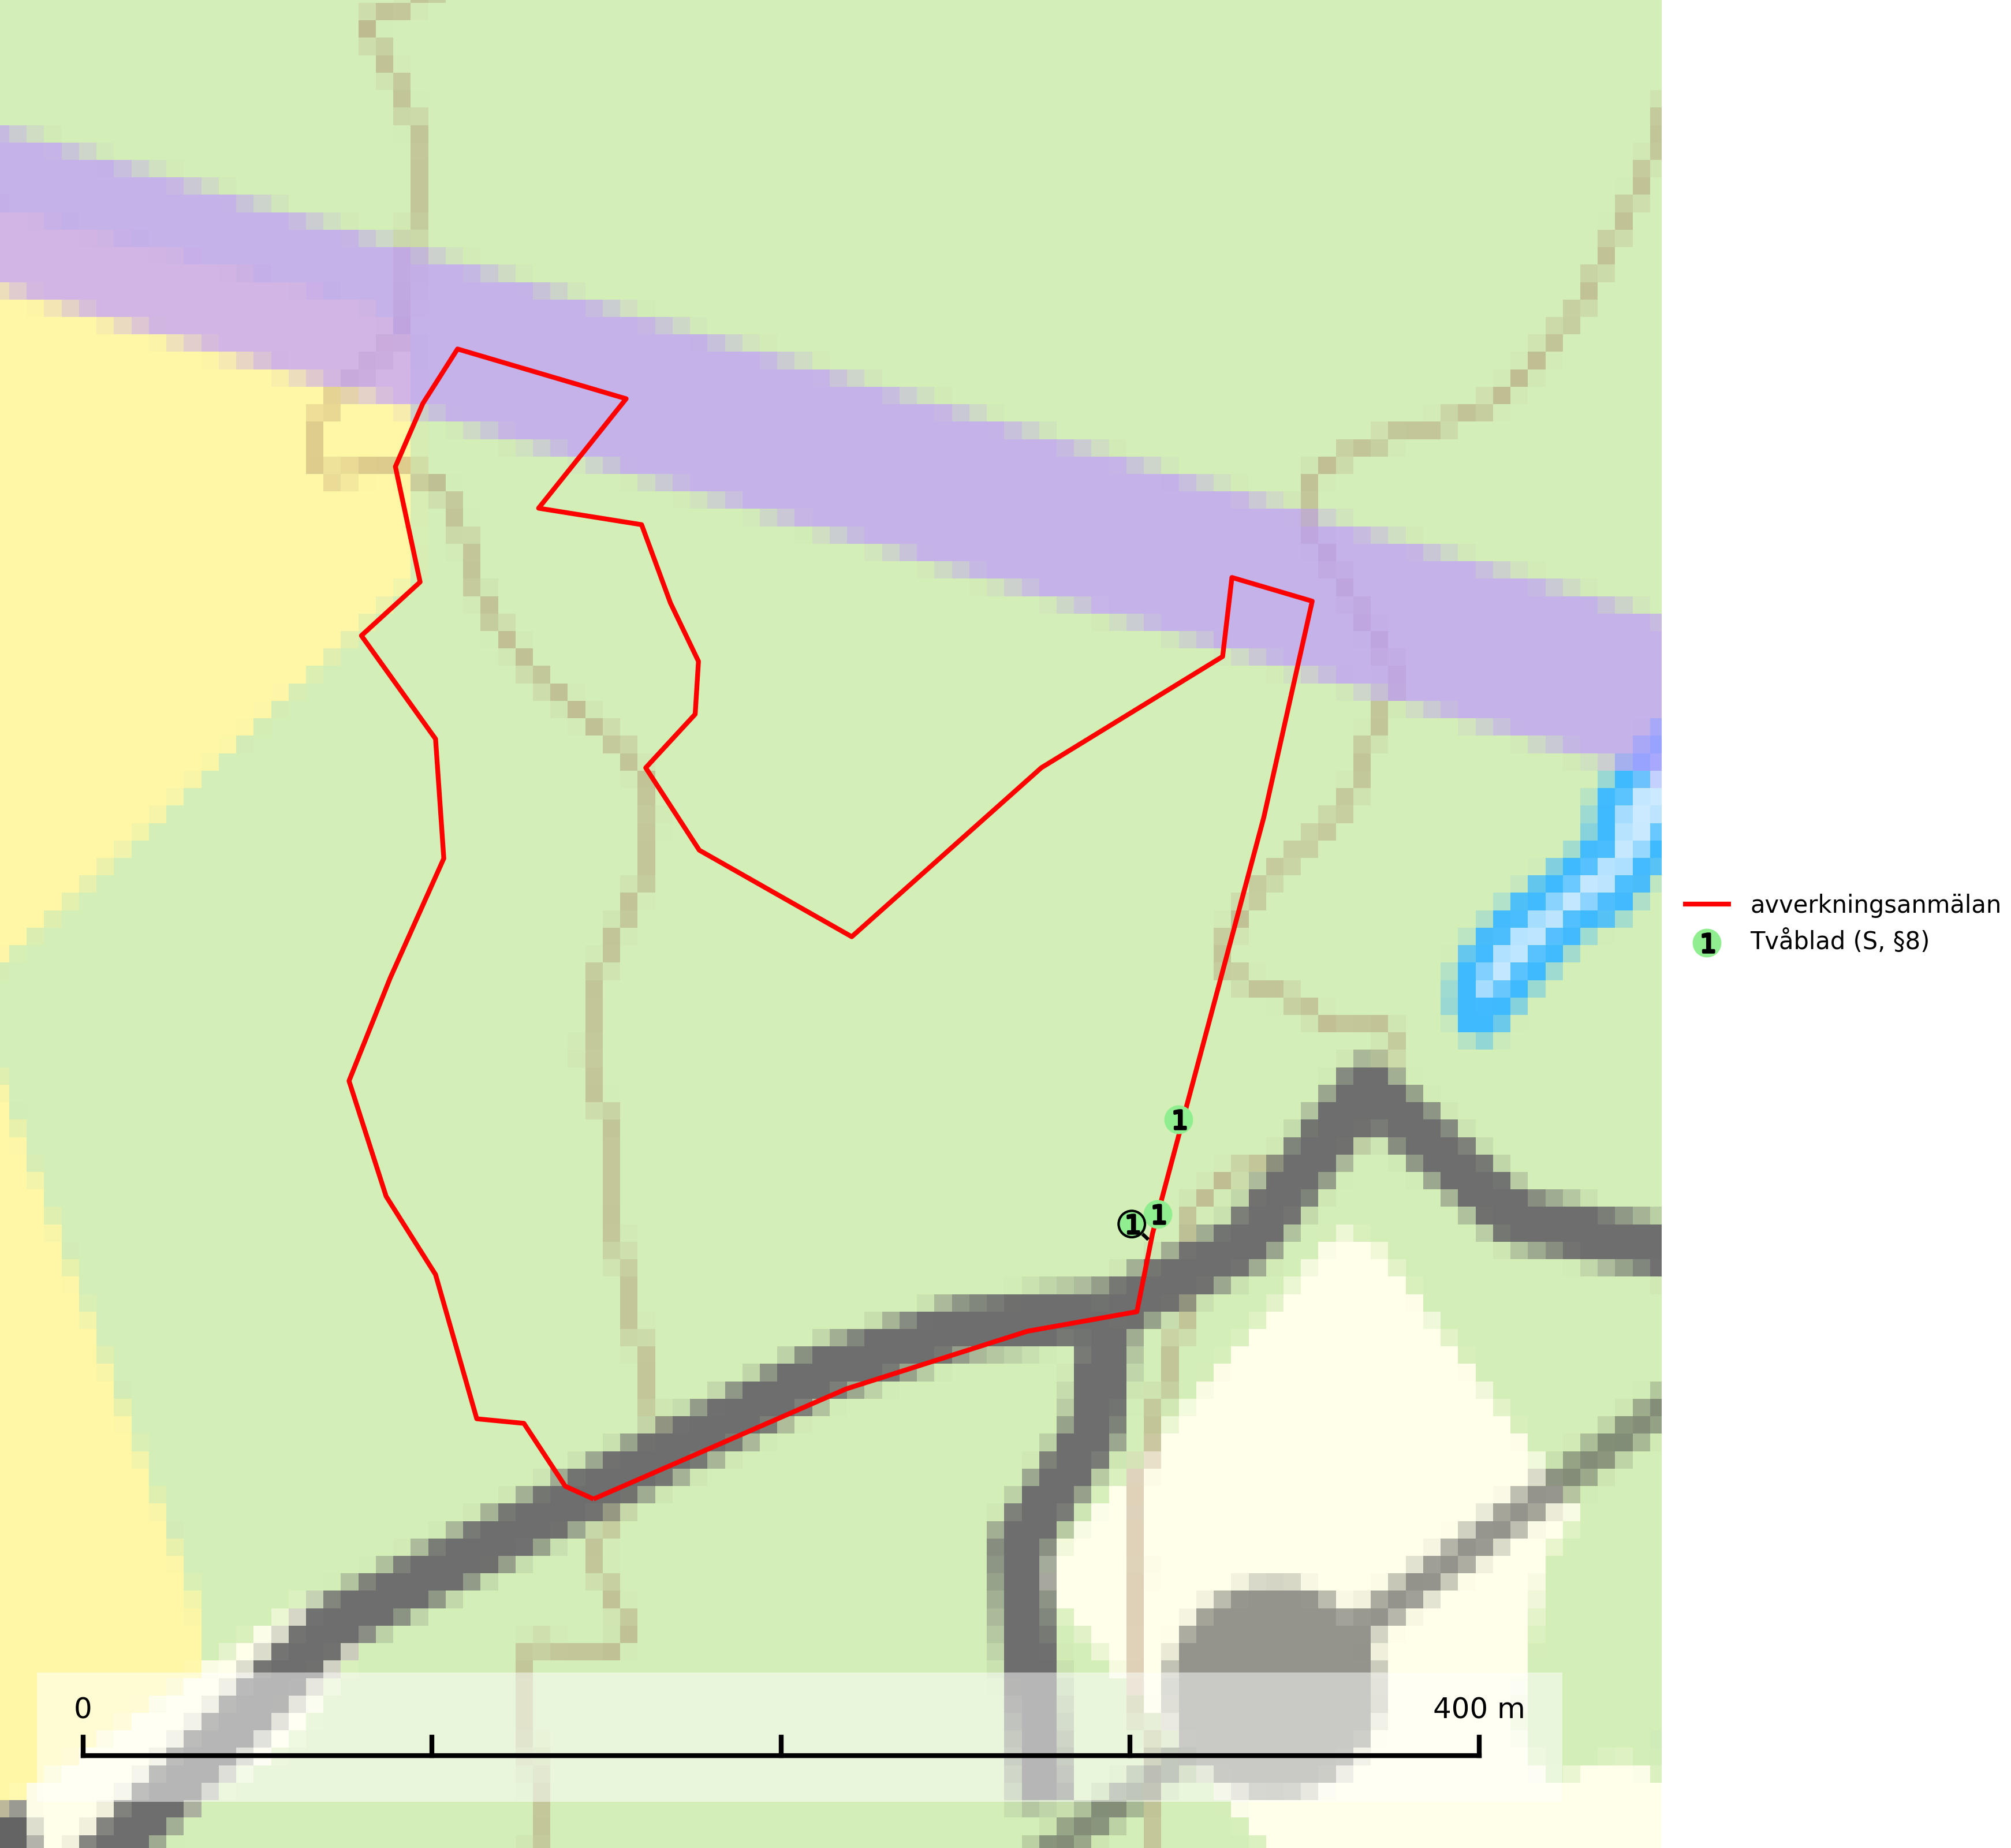 1
1
1
avverkningsanmälan
1 Tvåblad (S, §8)
0 400 m